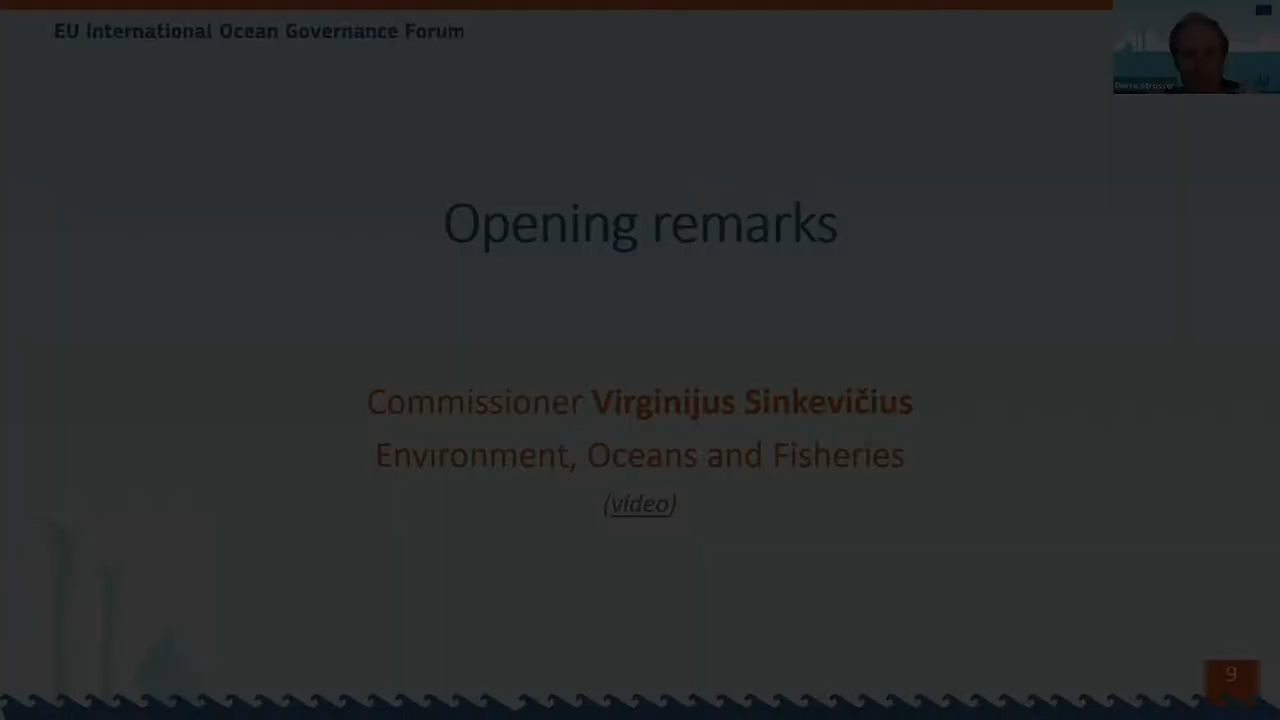 EU International Ocean Governance Forum
Opening remarks
Commissioner Virginijus Sinkevičius
Environment, Oceans and Fisheries
(video)
9